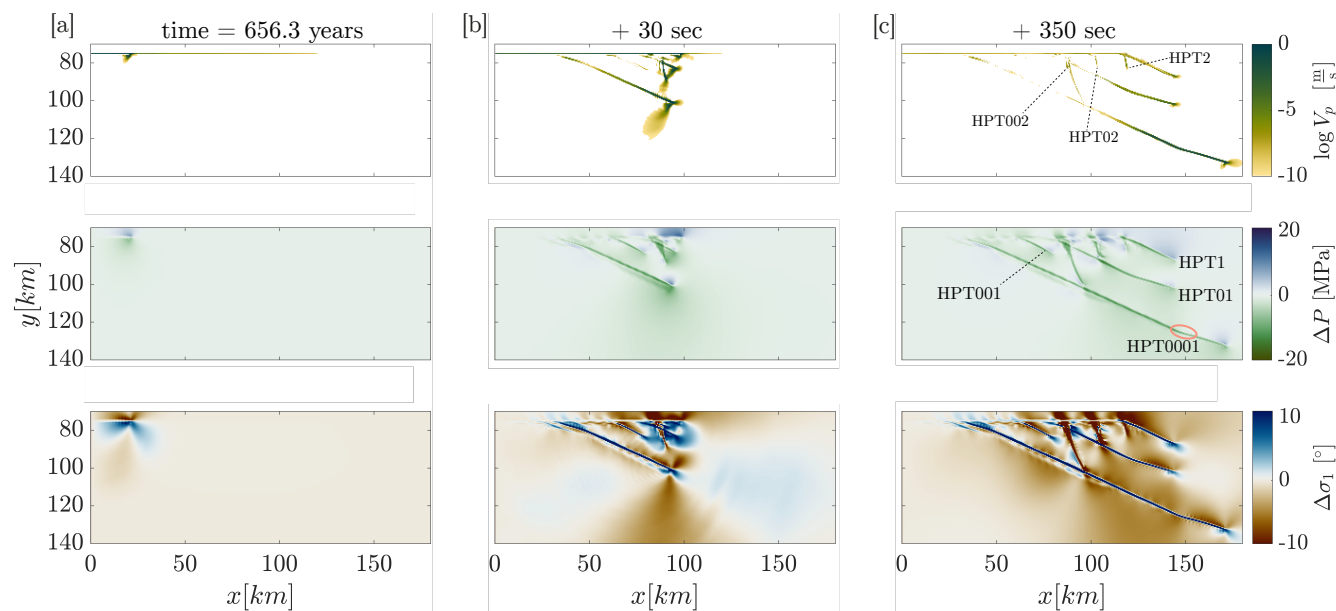 [a] time = 656.3 years [b] + 30 sec [c] + 350 sec
80
100
120
140
HPT2
HPT002
HPT02
0
-5
-10
log V_p [m/s]
80
100
120
140
y[km]
HPT001
HPT1
HPT01
HPT0001
20
0
-20
ΔP [MPa]
80
100
120
140
10
0
-10
Δσ₁ [°]
0 50 100 150 0 50 100 150 0 50 100 150
x[km] x[km] x[km]